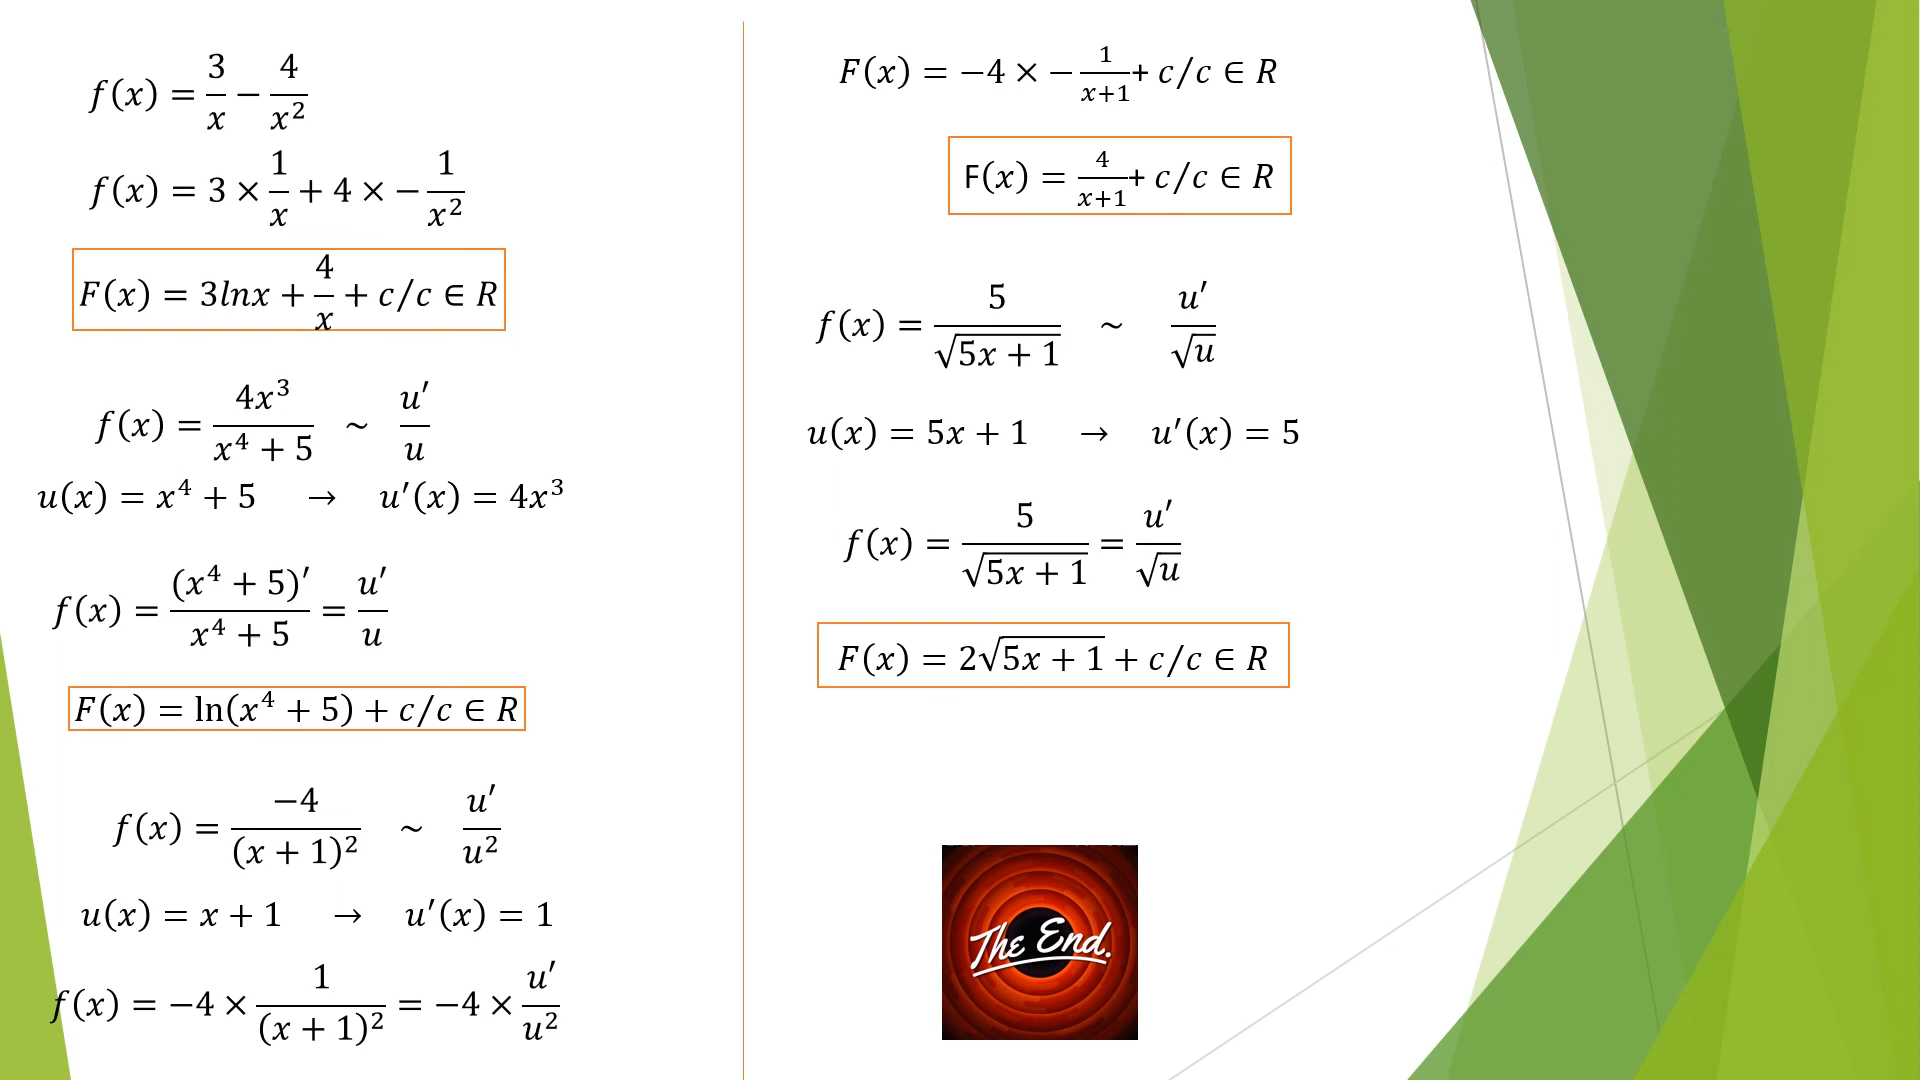 f(x) = 3/x − 4/x²
f(x) = 3 × 1/x + 4 × − 1/x²
F(x) = 3lnx + 4/x + c/c ∈ R
f(x) = 4x³/(x⁴ + 5) ~ u′/u
u(x) = x⁴ + 5 → u′(x) = 4x³
f(x) = (x⁴ + 5)′/(x⁴ + 5) = u′/u
F(x) = ln(x⁴ + 5) + c/c ∈ R
f(x) = −4/(x + 1)² ~ u′/u²
u(x) = x + 1 → u′(x) = 1
f(x) = −4 × 1/(x + 1)² = −4 × u′/u²
F(x) = −4 × − 1/(x+1) + c/c ∈ R
F(x) = 4/(x+1) + c/c ∈ R
f(x) = 5/√(5x + 1) ~ u′/√u
u(x) = 5x + 1 → u′(x) = 5
f(x) = 5/√(5x + 1) = u′/√u
F(x) = 2√(5x + 1) + c/c ∈ R
The End.